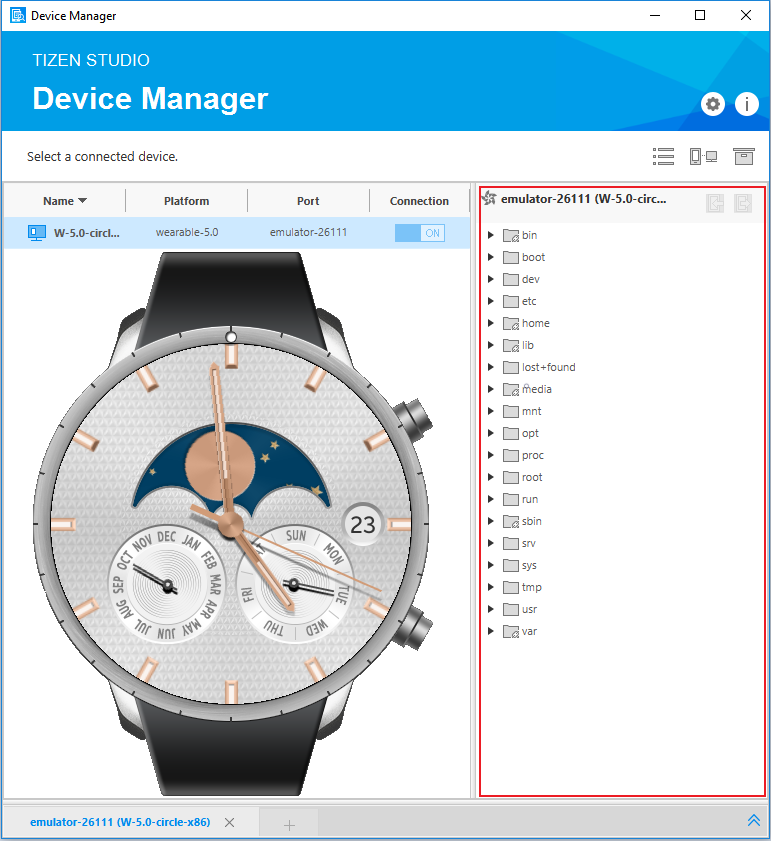 Device Manager
TIZEN STUDIO
Device Manager
Select a connected device.
Name Platform Port Connection
W-5.0-circl... wearable-5.0 emulator-26111 ON
23
JAN FEB MAR APR MAY JUN JUL AUG SEP OCT NOV DEC
SUN MON TUE WED THU FRI
emulator-26111 (W-5.0-circ...
bin
boot
dev
etc
home
lib
lost+found
media
mnt
opt
proc
root
run
sbin
srv
sys
tmp
usr
var
emulator-26111 (W-5.0-circle-x86)